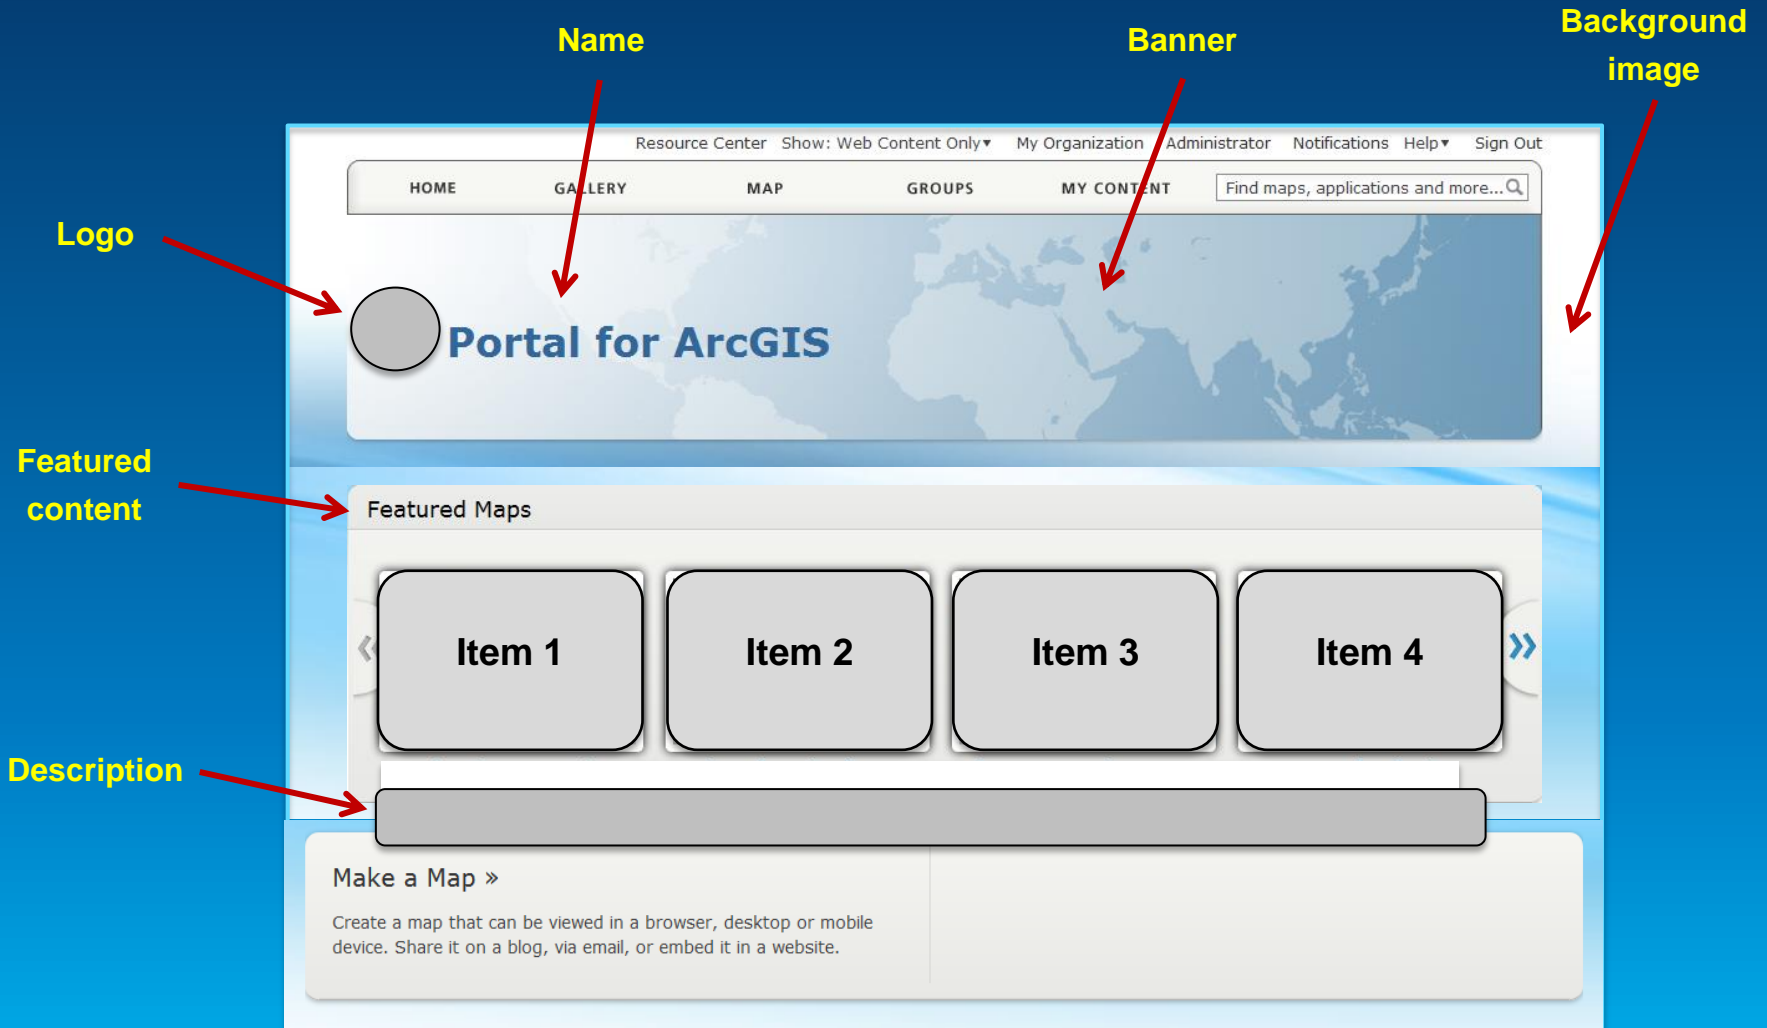 Name
Banner
Background
image
Resource Center Show: Web Content Only▾ My Organization Administrator Notifications Help▾ Sign Out
HOME GALLERY MAP GROUPS MY CONTENT Find maps, applications and more...
Logo
Portal for ArcGIS
Featured
content
Featured Maps
« Item 1 Item 2 Item 3 Item 4 »
Description
Make a Map »
Create a map that can be viewed in a browser, desktop or mobile
device. Share it on a blog, via email, or embed it in a website.